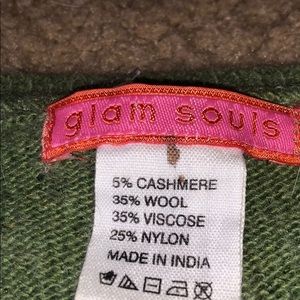 glam souls
5% CASHMERE
35% WOOL
35% VISCOSE
25% NYLON
MADE IN INDIA